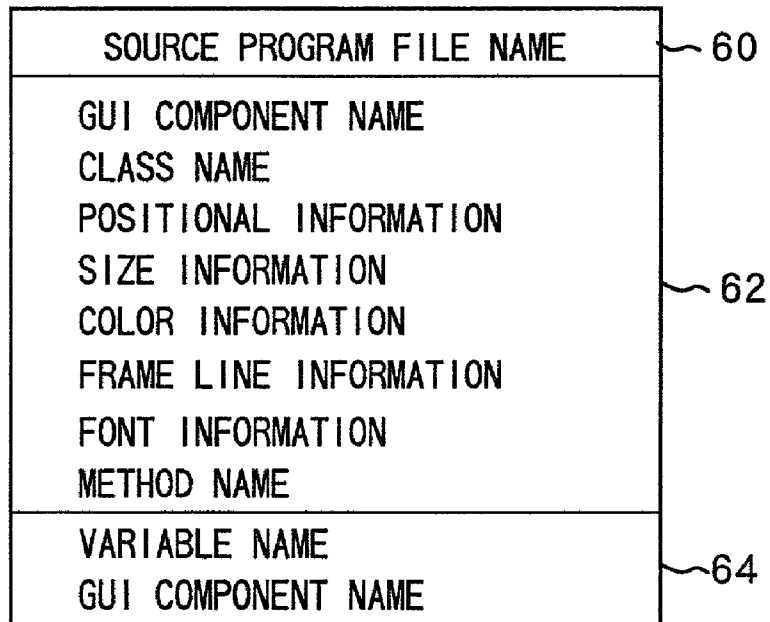 SOURCE PROGRAM FILE NAME 60
GUI COMPONENT NAME
CLASS NAME
POSITIONAL INFORMATION
SIZE INFORMATION 62
COLOR INFORMATION
FRAME LINE INFORMATION
FONT INFORMATION
METHOD NAME
VARIABLE NAME
64
GUI COMPONENT NAME